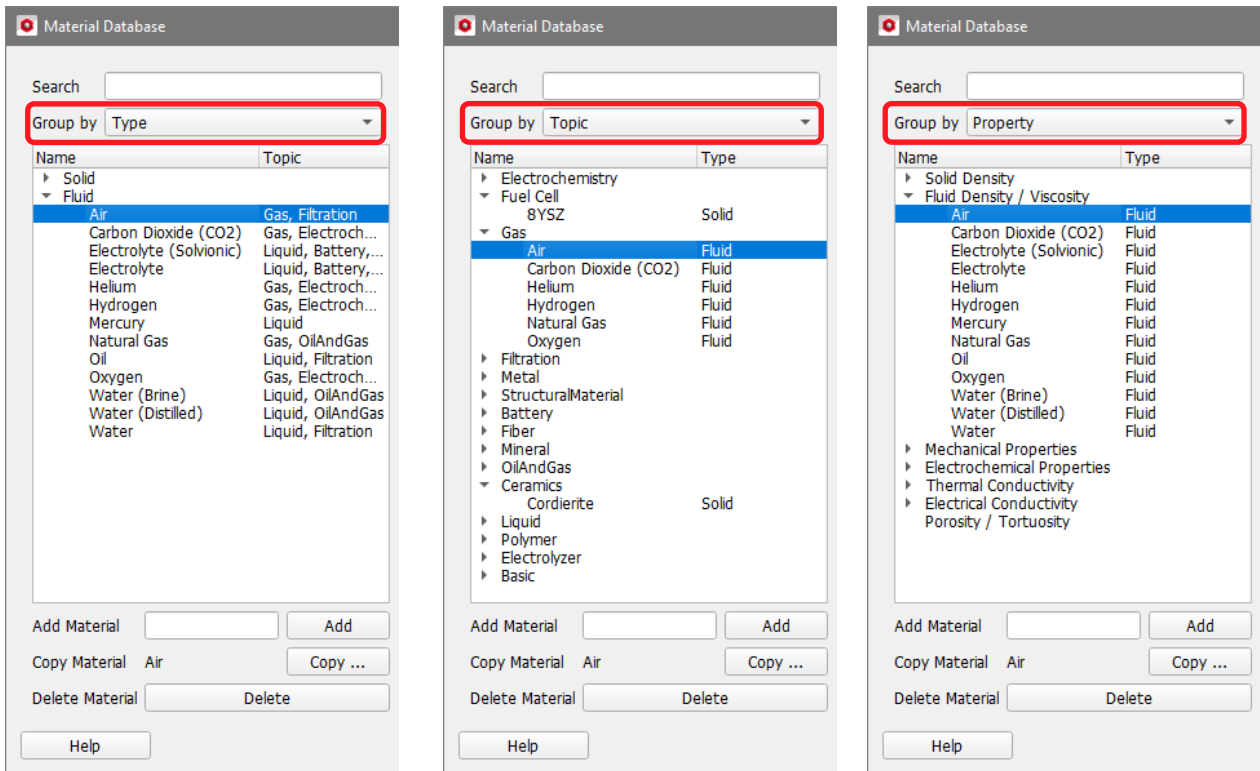 Material Database
Search
Group by Type
Name Topic
Solid
Fluid
Air Gas, Filtration
Carbon Dioxide (CO2) Gas, Electroch...
Electrolyte (Solvionic) Liquid, Battery,...
Electrolyte Liquid, Battery,...
Helium Gas, Electroch...
Hydrogen Gas, Electroch...
Mercury Liquid
Natural Gas Gas, OilAndGas
Oil Liquid, Filtration
Oxygen Gas, Electroch...
Water (Brine) Liquid, OilAndGas
Water (Distilled) Liquid, OilAndGas
Water Liquid, Filtration
Add Material Add
Copy Material Air Copy ...
Delete Material Delete
Help
Material Database
Search
Group by Topic
Name Type
Electrochemistry
Fuel Cell
8YSZ Solid
Gas
Air Fluid
Carbon Dioxide (CO2) Fluid
Helium Fluid
Hydrogen Fluid
Natural Gas Fluid
Oxygen Fluid
Filtration
Metal
StructuralMaterial
Battery
Fiber
Mineral
OilAndGas
Ceramics
Cordierite Solid
Liquid
Polymer
Electrolyzer
Basic
Add Material Add
Copy Material Air Copy ...
Delete Material Delete
Help
Material Database
Search
Group by Property
Name Type
Solid Density
Fluid Density / Viscosity
Air Fluid
Carbon Dioxide (CO2) Fluid
Electrolyte (Solvionic) Fluid
Electrolyte Fluid
Helium Fluid
Hydrogen Fluid
Mercury Fluid
Natural Gas Fluid
Oil Fluid
Oxygen Fluid
Water (Brine) Fluid
Water (Distilled) Fluid
Water Fluid
Mechanical Properties
Electrochemical Properties
Thermal Conductivity
Electrical Conductivity
Porosity / Tortuosity
Add Material Add
Copy Material Air Copy ...
Delete Material Delete
Help